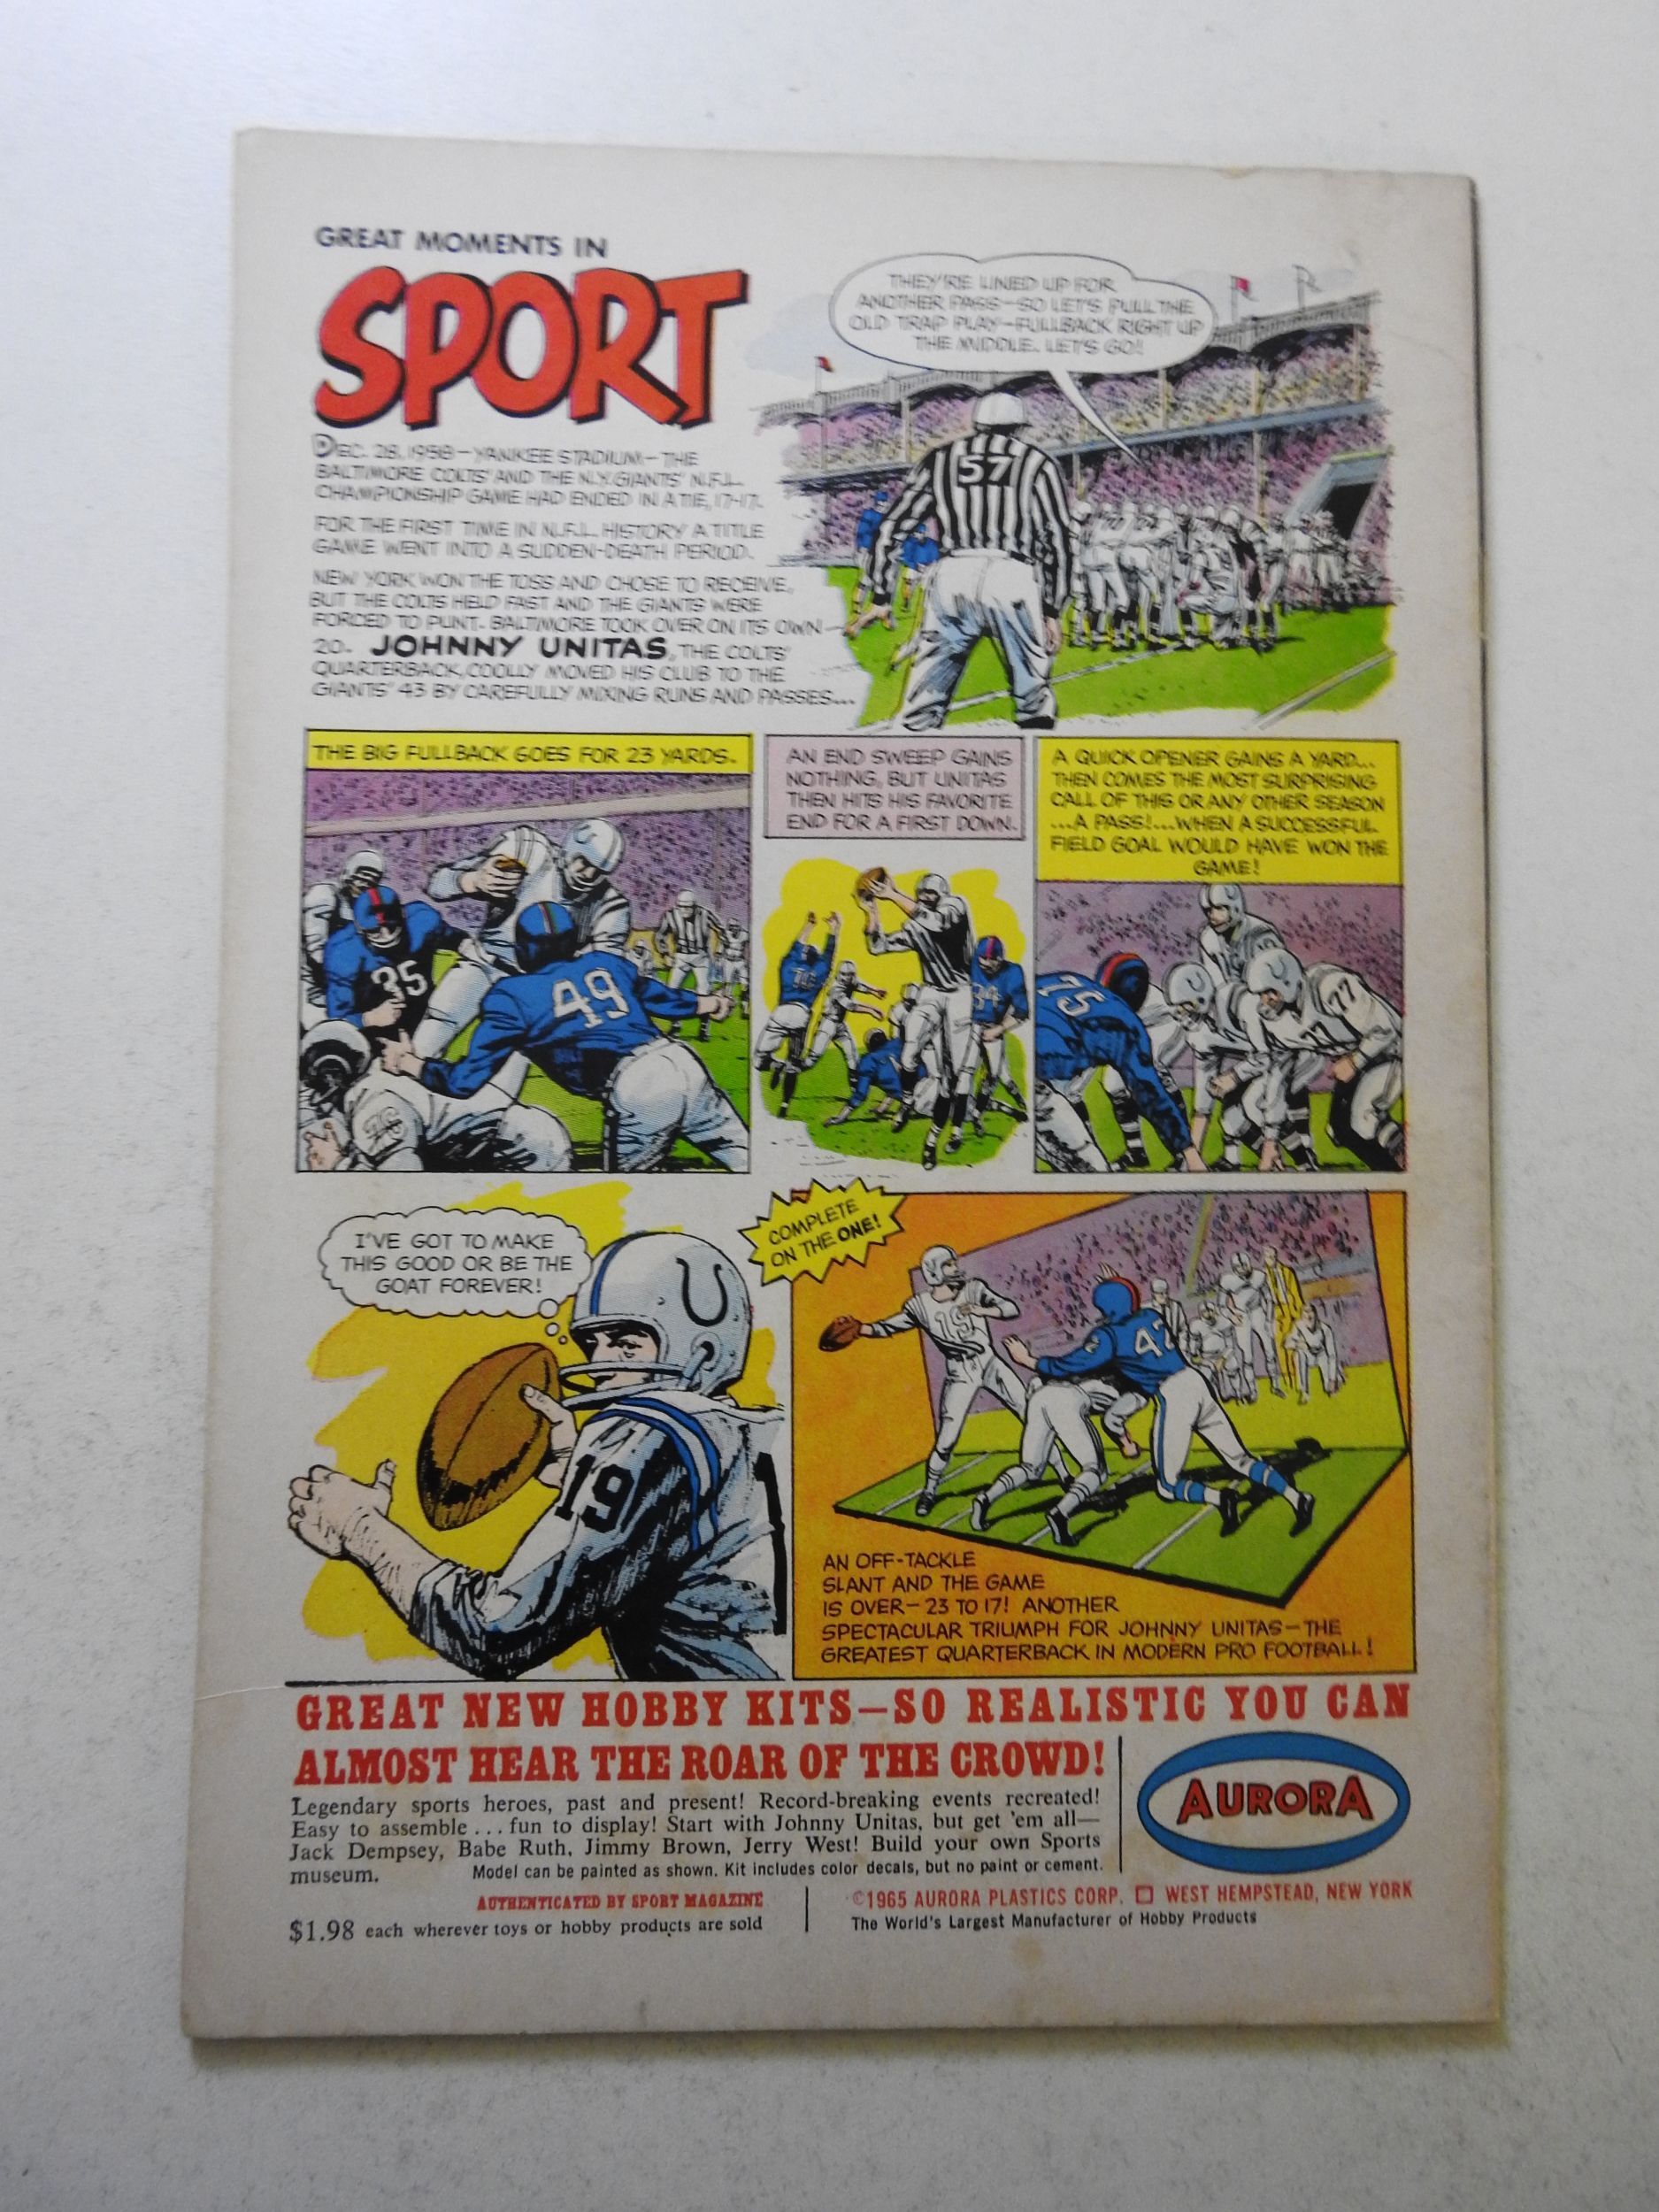 GREAT MOMENTS IN
SPORT
DEC. 28, 1958 — YANKEE STADIUM — THE
BALTIMORE COLTS' AND THE N.Y. GIANTS' N.F.L.
CHAMPIONSHIP GAME HAD ENDED IN A TIE, 17-17.
FOR THE FIRST TIME IN N.F.L. HISTORY A TITLE
GAME WENT INTO A SUDDEN-DEATH PERIOD.
NEW YORK WON THE TOSS AND CHOSE TO RECEIVE,
BUT THE COLTS HELD FAST AND THE GIANTS WERE
FORCED TO PUNT. BALTIMORE TOOK OVER ON ITS OWN
20. JOHNNY UNITAS, THE COLTS'
QUARTERBACK, COOLLY MOVED HIS CLUB TO THE
GIANTS' 43 BY CAREFULLY MIXING RUNS AND PASSES...
THEY'RE LINED UP FOR
ANOTHER PASS—SO LET'S PULL THE
OLD TRAP PLAY—FULLBACK RIGHT UP
THE MIDDLE. LET'S GO!
57
THE BIG FULLBACK GOES FOR 23 YARDS.
35
49
76
AN END SWEEP GAINS
NOTHING, BUT UNITAS
THEN HITS HIS FAVORITE
END FOR A FIRST DOWN.
84
A QUICK OPENER GAINS A YARD...
THEN COMES THE MOST SURPRISING
CALL OF THIS OR ANY OTHER SEASON
...A PASS!...WHEN A SUCCESSFUL
FIELD GOAL WOULD HAVE WON THE
GAME!
75
77
I'VE GOT TO MAKE
THIS GOOD OR BE THE
GOAT FOREVER!
19
COMPLETE
ON THE ONE!
19
42
AN OFF-TACKLE
SLANT AND THE GAME
IS OVER—23 TO 17! ANOTHER
SPECTACULAR TRIUMPH FOR JOHNNY UNITAS—THE
GREATEST QUARTERBACK IN MODERN PRO FOOTBALL!
GREAT NEW HOBBY KITS—SO REALISTIC YOU CAN
ALMOST HEAR THE ROAR OF THE CROWD!
Legendary sports heroes, past and present! Record-breaking events recreated!
Easy to assemble . . . fun to display! Start with Johnny Unitas, but get 'em all—
Jack Dempsey, Babe Ruth, Jimmy Brown, Jerry West! Build your own Sports
museum. Model can be painted as shown. Kit includes color decals, but no paint or cement.
AURORA
AUTHENTICATED BY SPORT MAGAZINE
$1.98 each wherever toys or hobby products are sold
©1965 AURORA PLASTICS CORP. □ WEST HEMPSTEAD, NEW YORK
The World's Largest Manufacturer of Hobby Products